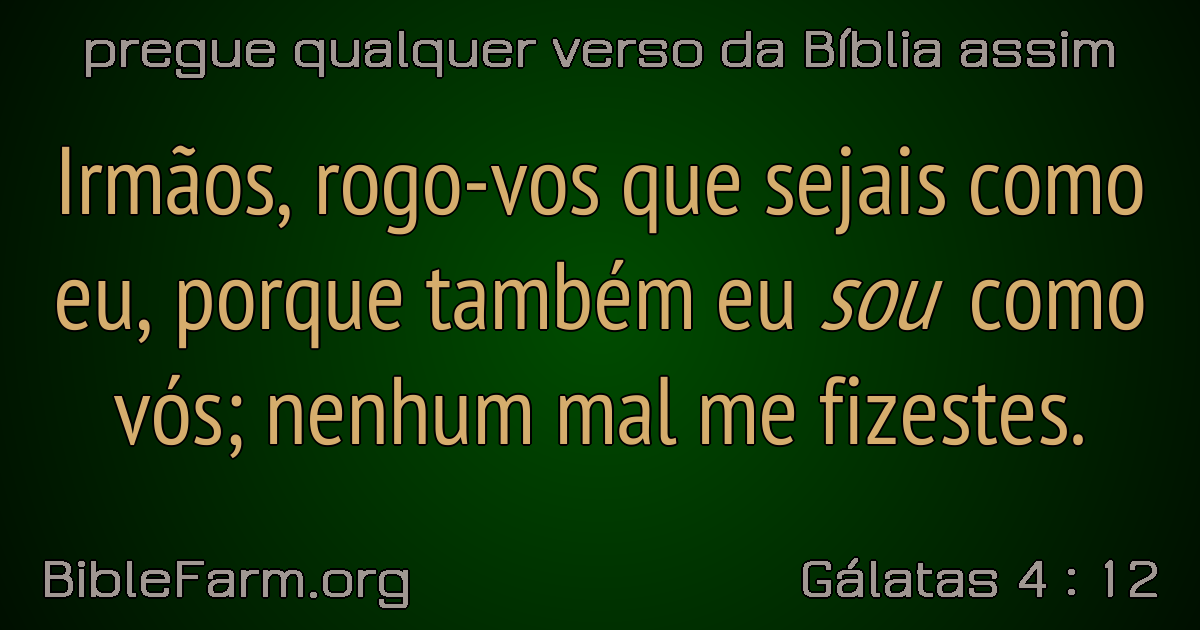 pregue qualquer verso da Bíblia assim
Irmãos, rogo-vos que sejais como
eu, porque também eu sou como
vós; nenhum mal me fizestes.
BibleFarm.org
Gálatas 4 : 12